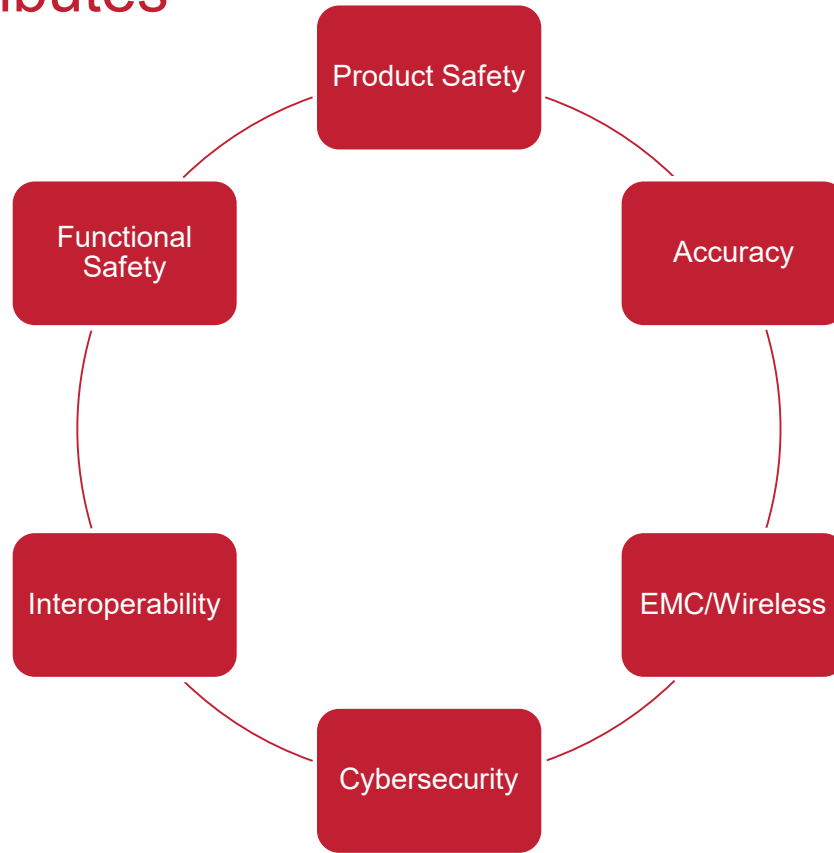 Product Safety
Functional
Safety
Accuracy
Interoperability
EMC/Wireless
Cybersecurity